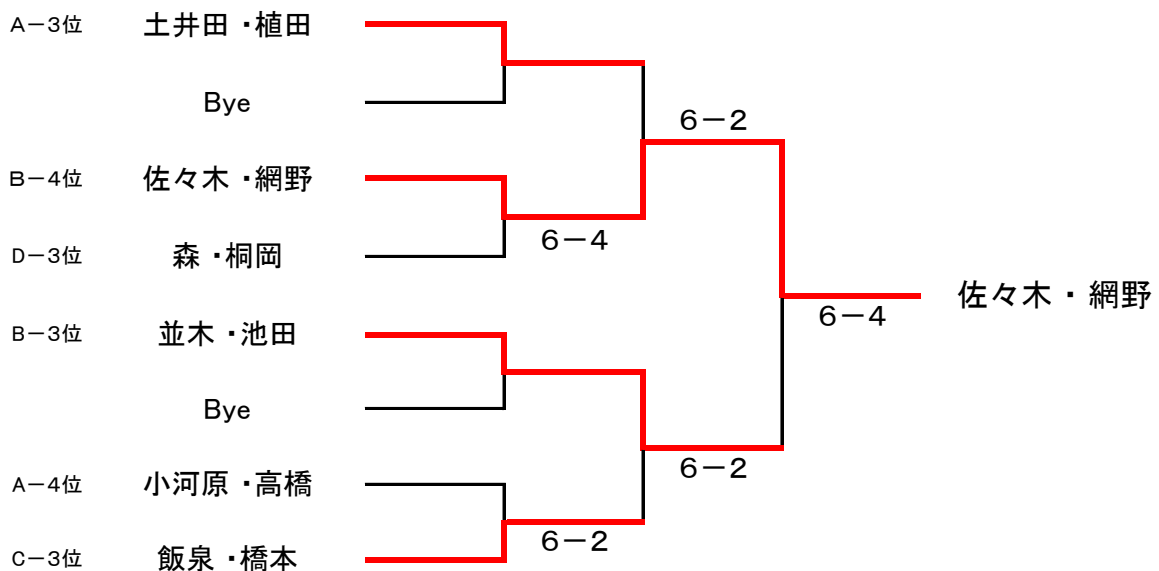 A－3位 土井田 ・植田
Bye
6－2
B－4位 佐々木 ・網野
6－4
D－3位 森 ・桐岡
佐々木 ・ 網野
6－4
B－3位 並木 ・池田
Bye
6－2
A－4位 小河原 ・高橋
6－2
C－3位 飯泉 ・橋本